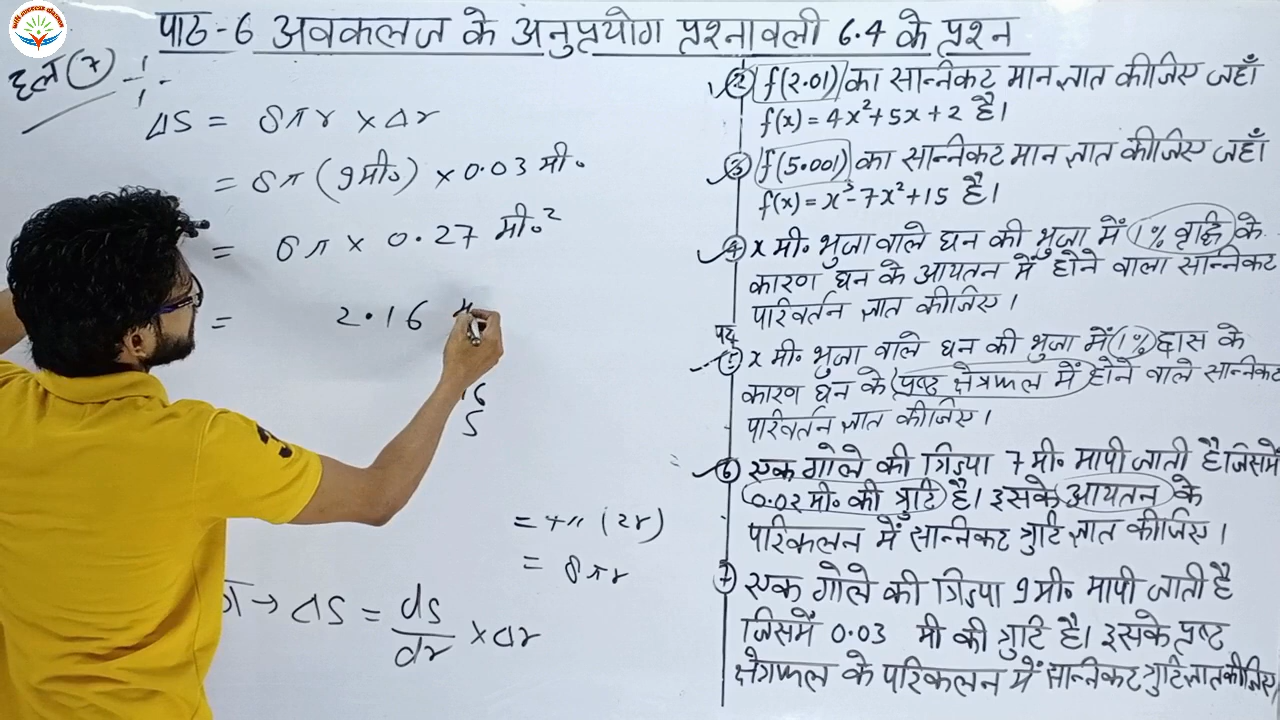 पाठ-6 अवकलज के अनुप्रयोग प्रश्नावली 6.4 के प्रश्न
हल (7) :-
ΔS = 8πr × Δr
= 8π (9मी०) × 0.03 मी०
= 8π × 0.27 मी०²
= 2.16
= 4π (2r)
= 8πr
→ ΔS = ds/dr × Δr
(2) f(2.01) का सान्निकट मान ज्ञात कीजिए जहाँ
f(x) = 4x²+5x+2 है।
(3) f(5.001) का सान्निकट मान ज्ञात कीजिए जहाँ
f(x) = x³-7x²+15 है।
(4) x मी० भुजा वाले घन की भुजा में 1% वृद्धि के
कारण घन के आयतन में होने वाला सान्निकट
परिवर्तन ज्ञात कीजिए।
(5) x मी० भुजा वाले घन की भुजा में (1%) ह्रास के
कारण घन के (पृष्ठ क्षेत्रफल में) होने वाले सान्निकट
परिवर्तन ज्ञात कीजिए।
(6) एक गोले की त्रिज्या 7 मी० मापी जाती है जिसमें
0.02 मी० की त्रुटि है। इसके आयतन के
परिकलन में सान्निकट त्रुटि ज्ञात कीजिए।
(7) एक गोले की त्रिज्या 9 मी० मापी जाती है
जिसमें 0.03 मी की त्रुटि है। इसके पृष्ट
क्षेत्रफल के परिकलन में सान्निकट त्रुटि ज्ञात कीजिए